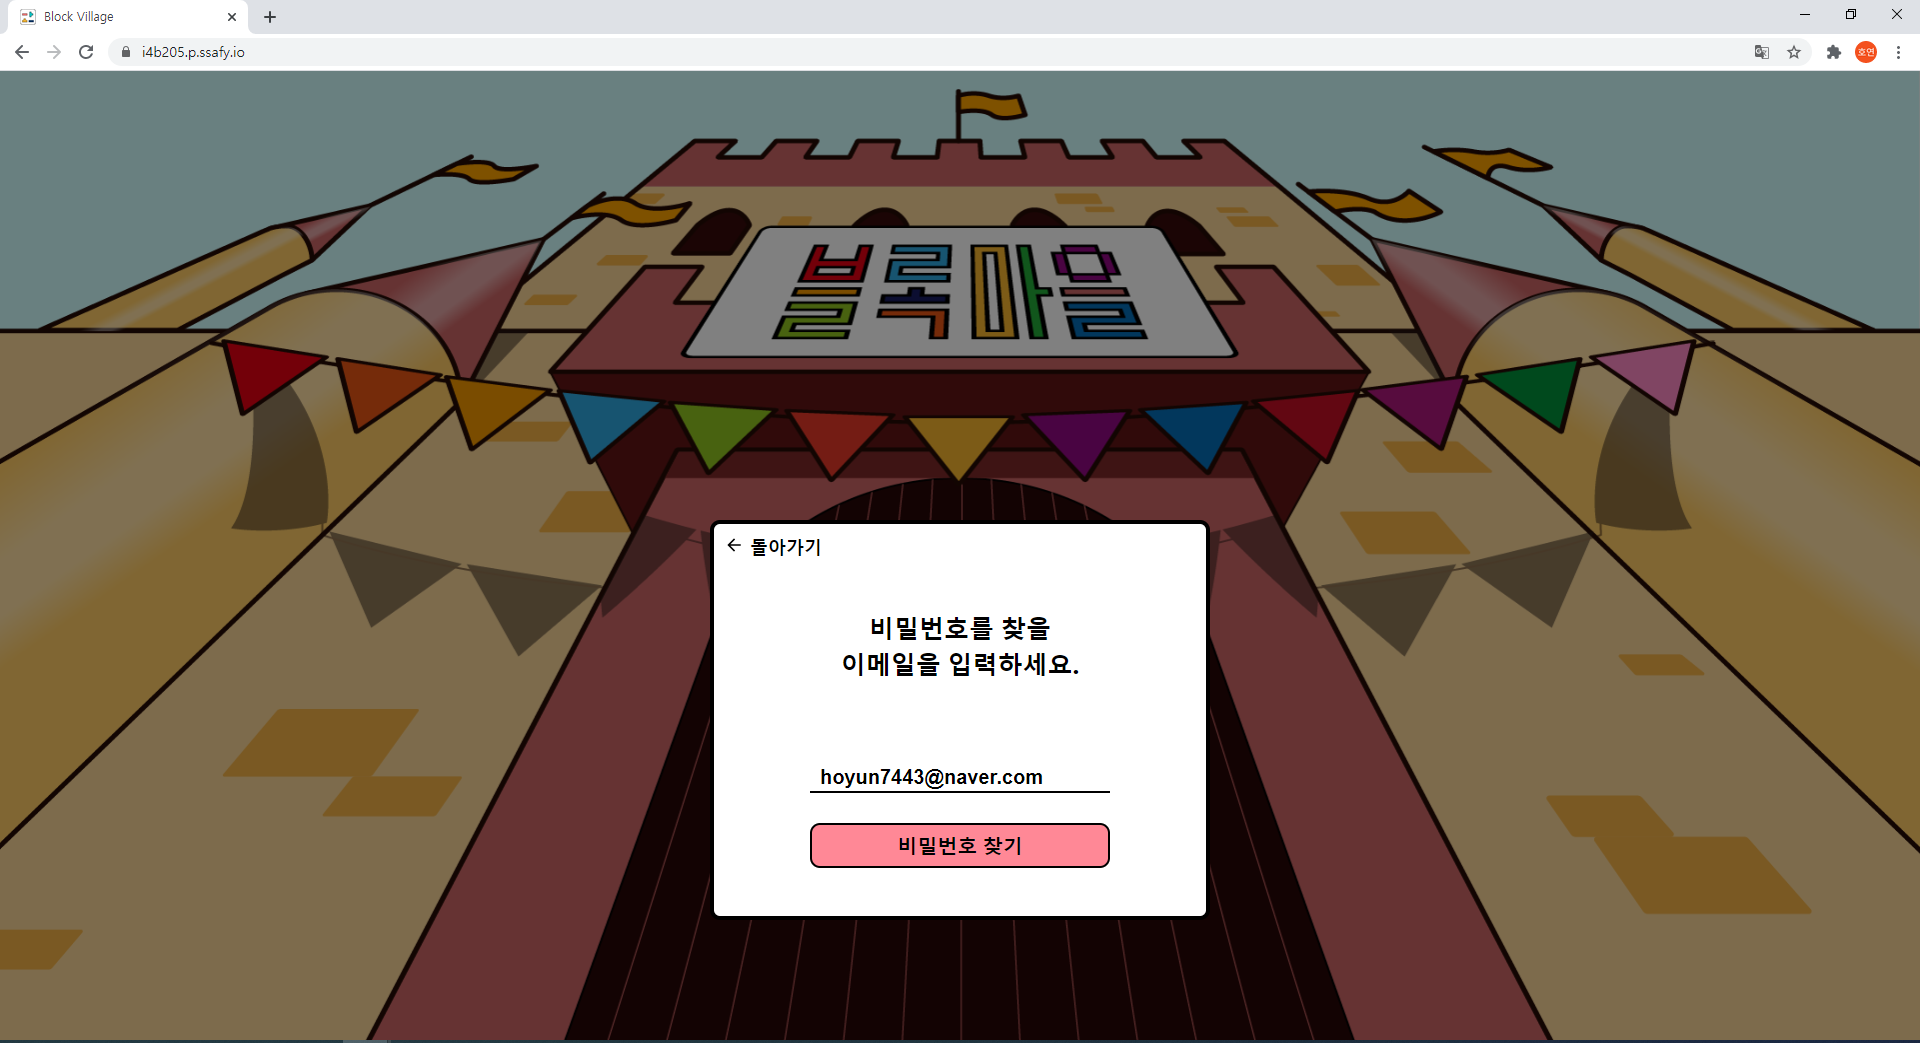 Block Village
i4b205.p.ssafy.io
호연
블록마을
돌아가기
비밀번호를 찾을
이메일을 입력하세요.
hoyun7443@naver.com
비밀번호 찾기